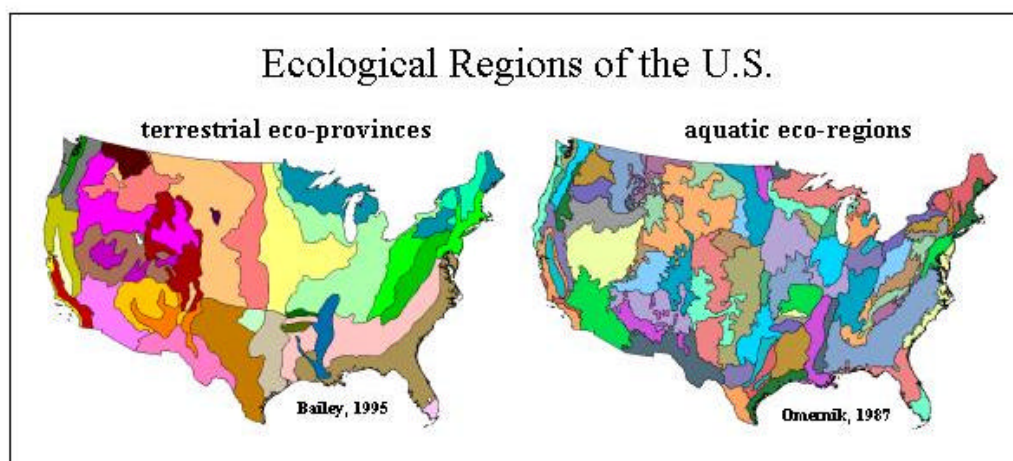 Ecological Regions of the U.S.
terrestrial eco-provinces
aquatic eco-regions
Bailey, 1995
Omernik, 1987